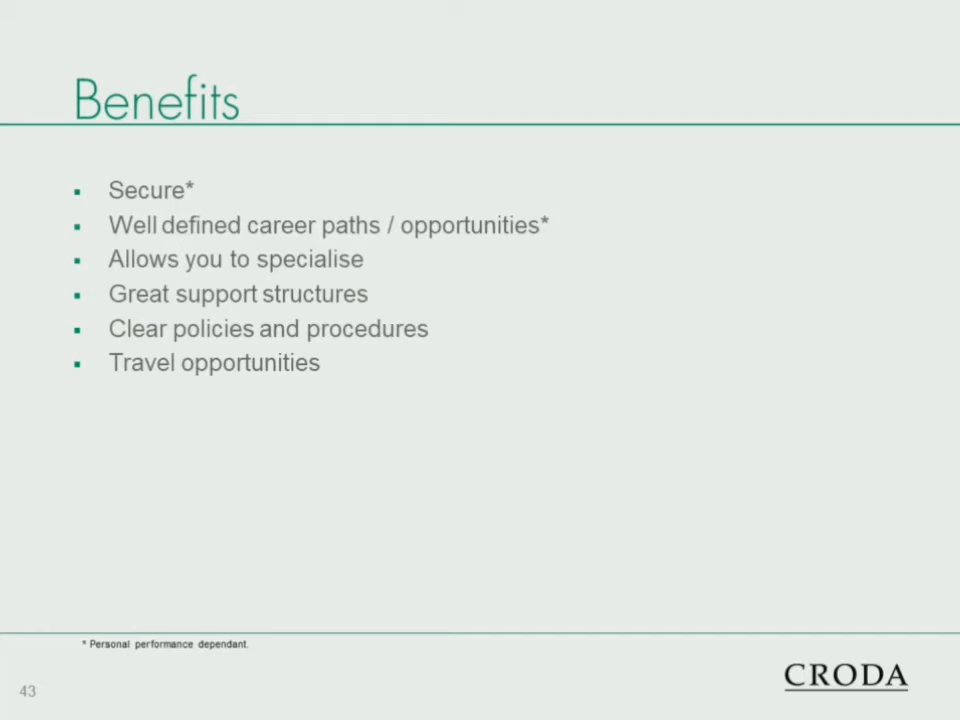 Benefits
Secure*
Well defined career paths / opportunities*
Allows you to specialise
Great support structures
Clear policies and procedures
Travel opportunities
* Personal performance dependant.
CRODA
43